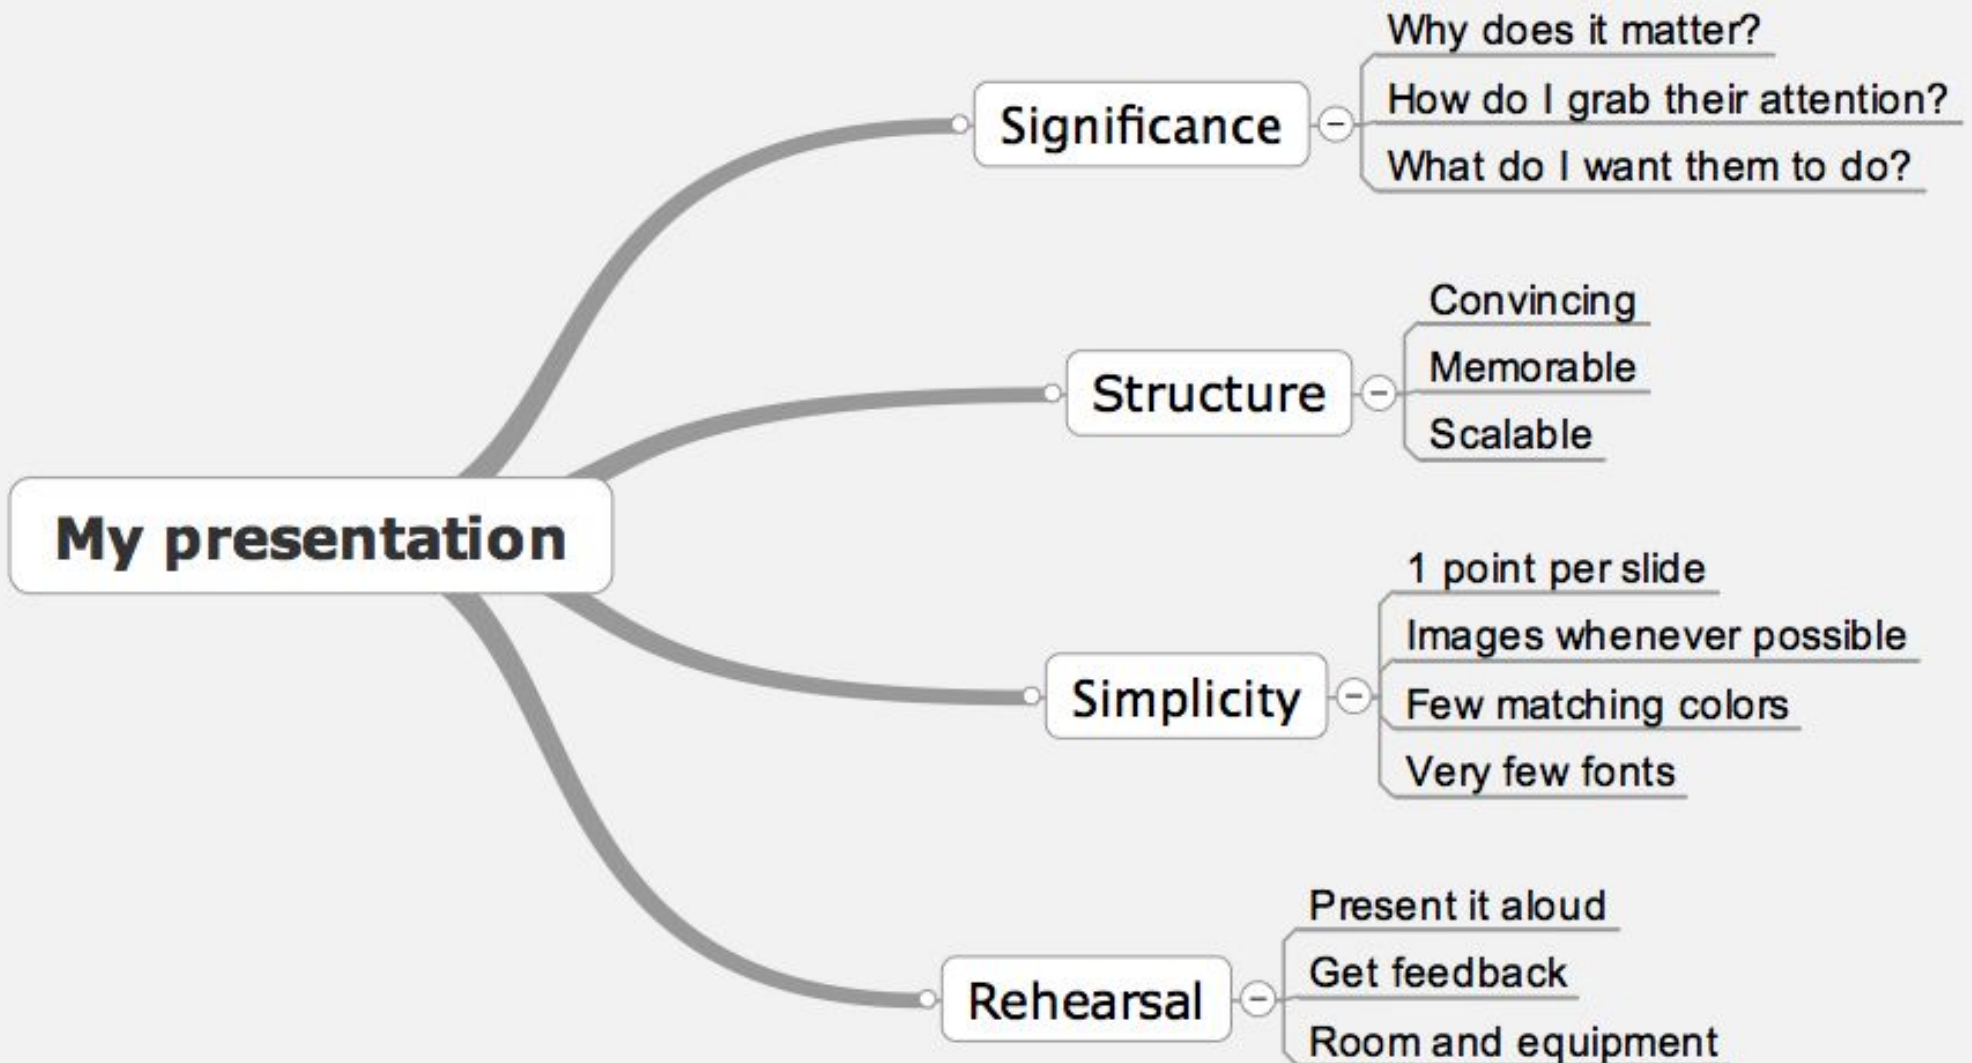 My presentation
Significance
Why does it matter?
How do I grab their attention?
What do I want them to do?
Structure
Convincing
Memorable
Scalable
Simplicity
1 point per slide
Images whenever possible
Few matching colors
Very few fonts
Rehearsal
Present it aloud
Get feedback
Room and equipment